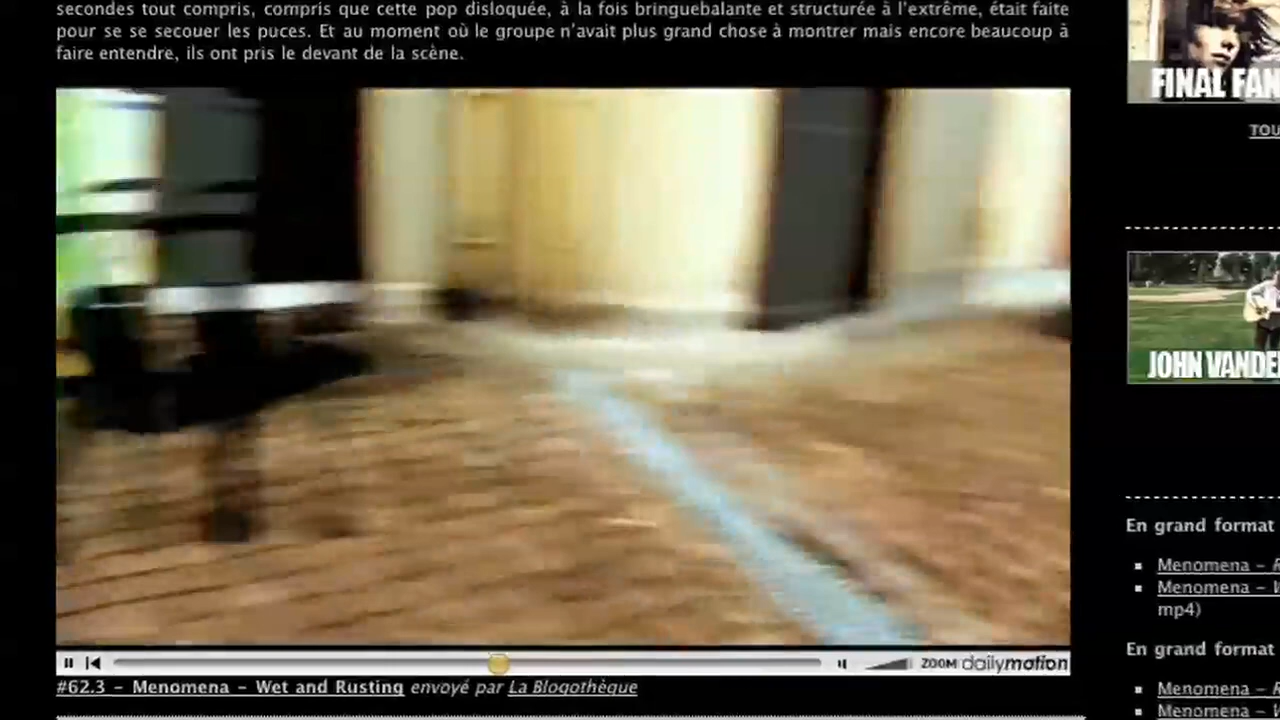 secondes tout compris, compris que cette pop disloquée, à la fois bringuebalante et structurée à l'extrême, était faite
pour se se secouer les puces. Et au moment où le groupe n'avait plus grand chose à montrer mais encore beaucoup à
faire entendre, ils ont pris le devant de la scène.
FINAL FAN
TOU
JOHN VANDE
En grand format
Menomena – R
Menomena – W
mp4)
En grand format
Menomena – R
Menomena – W
ZOOM dailymotion
#62.3 – Menomena – Wet and Rusting envoyé par La Blogothèque